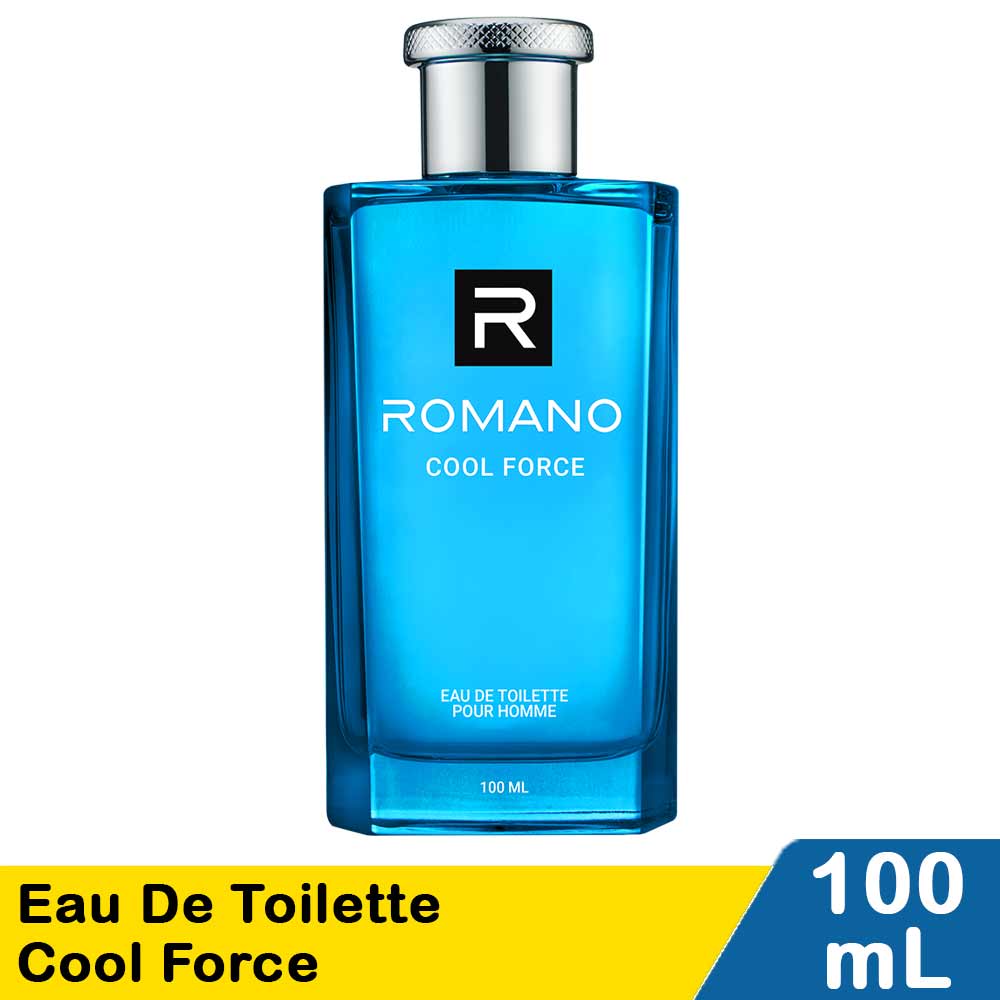 R
ROMANO
COOL FORCE
EAU DE TOILETTE
POUR HOMME
100 ML
Eau De Toilette
Cool Force
100
mL